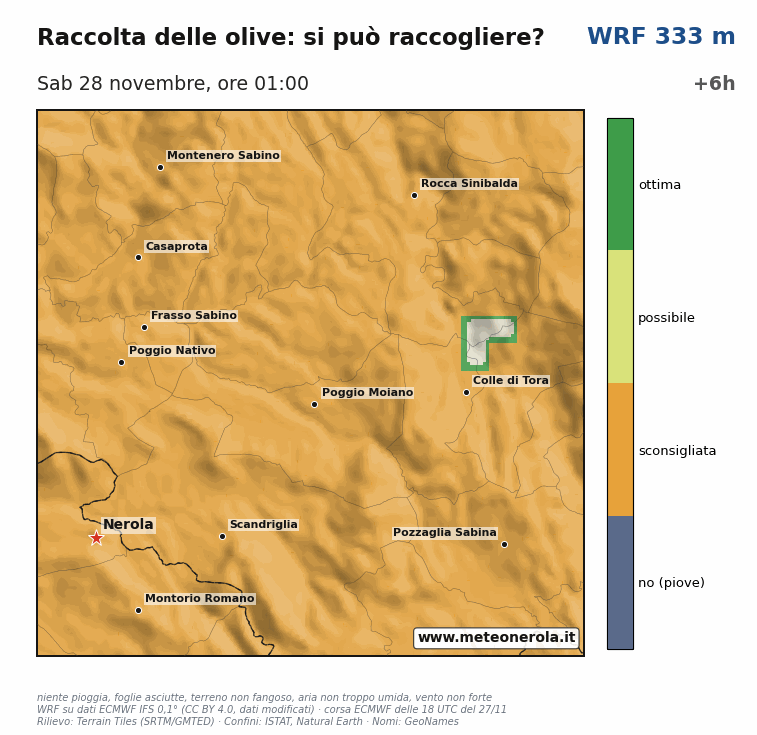 Raccolta delle olive: si può raccogliere?
WRF 333 m
Sab 28 novembre, ore 01:00
+6h
Montenero Sabino
Rocca Sinibalda
Casaprota
Frasso Sabino
Poggio Nativo
Colle di Tora
Poggio Moiano
Nerola
Scandriglia
Pozzaglia Sabina
Montorio Romano
www.meteonerola.it
ottima
possibile
sconsigliata
no (piove)
niente pioggia, foglie asciutte, terreno non fangoso, aria non troppo umida, vento non forte
WRF su dati ECMWF IFS 0,1° (CC BY 4.0, dati modificati) · corsa ECMWF delle 18 UTC del 27/11
Rilievo: Terrain Tiles (SRTM/GMTED) · Confini: ISTAT, Natural Earth · Nomi: GeoNames